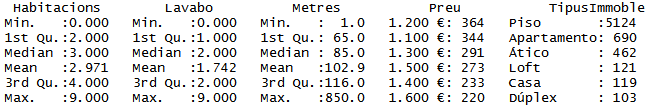 Habitacions Lavabo Metres Preu TipusImmoble
Min. :0.000 Min. :0.000 Min. : 1.0 1.200 €: 364 Piso :5124
1st Qu.:2.000 1st Qu.:1.000 1st Qu.: 65.0 1.100 €: 344 Apartamento: 690
Median :3.000 Median :2.000 Median : 85.0 1.300 €: 291 Ático : 462
Mean :2.971 Mean :1.742 Mean :102.9 1.500 €: 273 Loft : 121
3rd Qu.:4.000 3rd Qu.:2.000 3rd Qu.:116.0 1.400 €: 233 Casa : 119
Max. :9.000 Max. :9.000 Max. :850.0 1.600 €: 220 Dúplex : 103